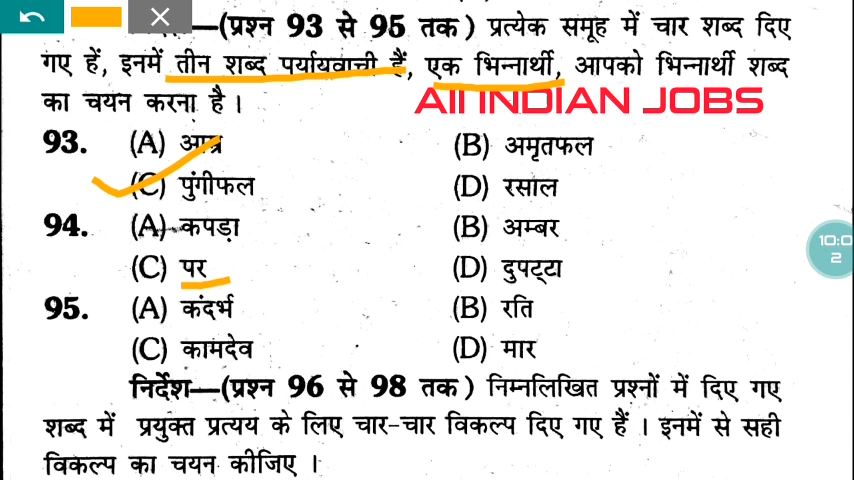 —(प्रश्न 93 से 95 तक) प्रत्येक समूह में चार शब्द दिए
गए हें, इनमें तीन शब्द पर्यायवाची हैं, एक भिन्नार्थी, आपको भिन्नार्थी शब्द
का चयन करना है।
All INDIAN JOBS
93. (A) आम्र (B) अमृतफल
(C) पुंगीफल (D) रसाल
94. (A) कपड़ा (B) अम्बर
(C) पर (D) दुपट्टा
10:0
2
95. (A) कंदर्भ (B) रति
(C) कामदेव (D) मार
निर्देश—(प्रश्न 96 से 98 तक) निम्नलिखित प्रश्नों में दिए गए
शब्द में प्रयुक्त प्रत्यय के लिए चार-चार विकल्प दिए गए हैं । इनमें से सही
विकल्प का चयन कीजिए ।